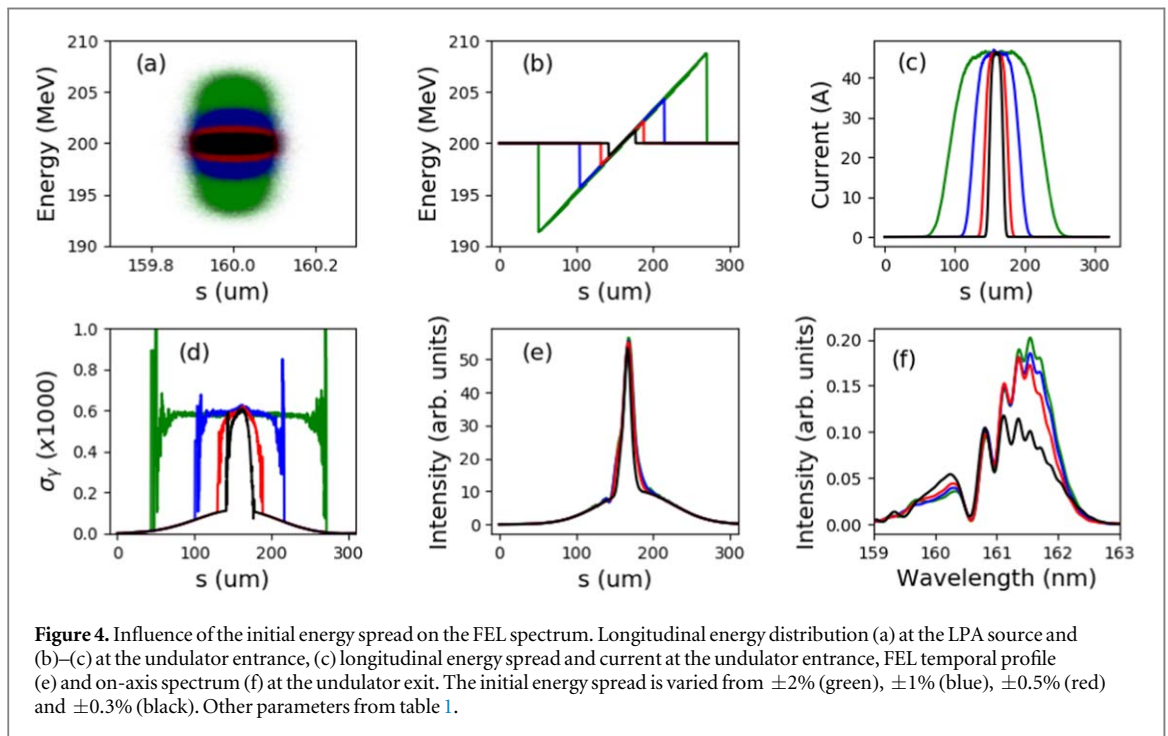 (a)
Energy (MeV)
210
205
200
195
190
159.8 160.0 160.2
s (um)
(b)
Energy (MeV)
210
205
200
195
190
0 100 200 300
s (um)
(c)
Current (A)
40
30
20
10
0
0 100 200 300
s (um)
(d)
σγ (x1000)
1.0
0.8
0.6
0.4
0.2
0.0
0 100 200 300
s (um)
(e)
Intensity (arb. units)
50
40
30
20
10
0
0 100 200 300
s (um)
(f)
Intensity (arb. units)
0.20
0.15
0.10
0.05
0.00
159 160 161 162 163
Wavelength (nm)
Figure 4. Influence of the initial energy spread on the FEL spectrum. Longitudinal energy distribution (a) at the LPA source and
(b)–(c) at the undulator entrance, (c) longitudinal energy spread and current at the undulator entrance, FEL temporal profile
(e) and on-axis spectrum (f) at the undulator exit. The initial energy spread is varied from ±2% (green), ±1% (blue), ±0.5% (red)
and ±0.3% (black). Other parameters from table 1.